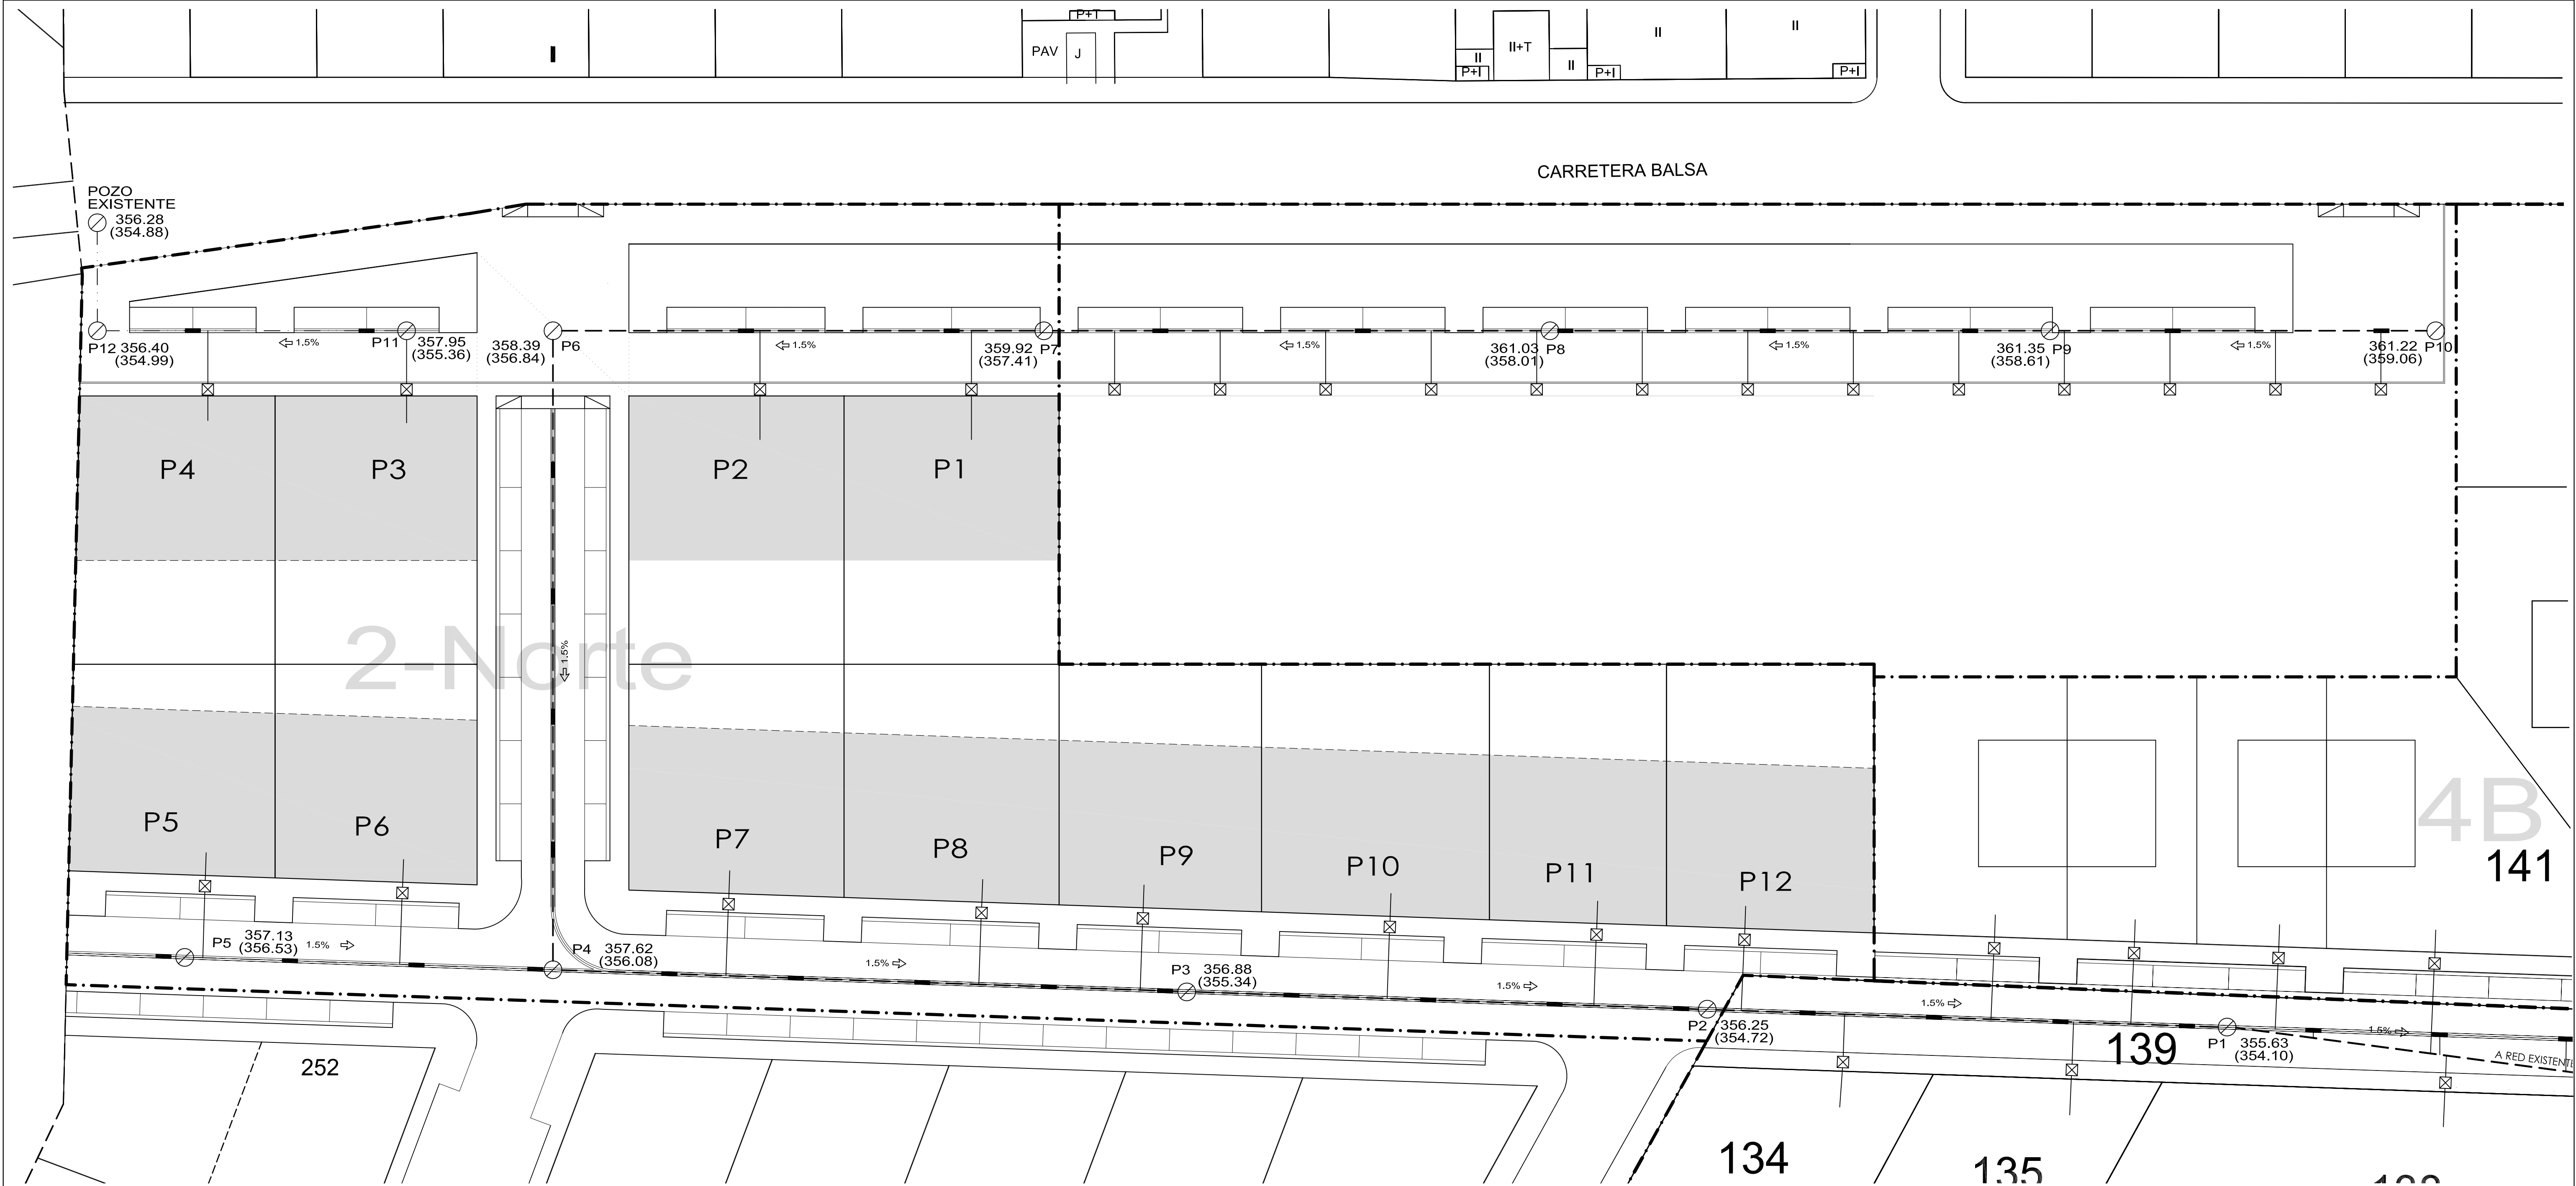 P+T
PAV
J
I
II
P+I
II+T
II
P+I
II
II
P+I
CARRETERA BALSA
POZO
EXISTENTE
356.28
(354.88)
P12 356.40
(354.99)
1.5%
P11
357.95
(355.36)
358.39
(356.84)
P6
1.5%
359.92
(357.41)
P7
1.5%
361.03
(358.01)
P8
1.5%
361.35
(358.61)
P9
1.5%
361.22
(359.06)
P10
P4
P3
P2
P1
2-Norte
1.5%
P5
P6
P7
P8
P9
P10
P11
P12
4B
141
P5
357.13
(356.53)
1.5%
P4
357.62
(356.08)
1.5%
P3
356.88
(355.34)
1.5%
P2
356.25
(354.72)
1.5%
139
P1
355.63
(354.10)
1.5%
A RED EXISTENTE
252
134
135